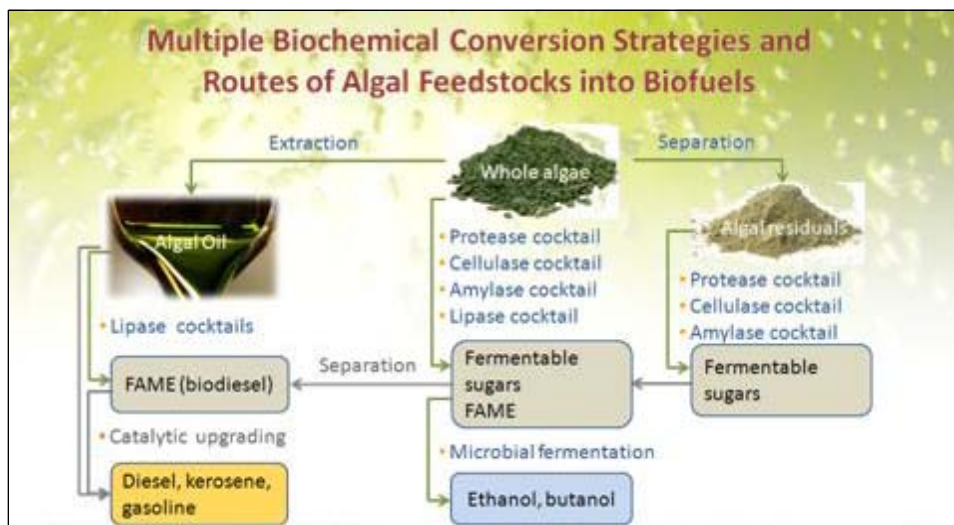 Multiple Biochemical Conversion Strategies and
Routes of Algal Feedstocks into Biofuels
Extraction
Whole algae
Separation
Algal Oil
Algal residuals
• Protease cocktail
• Cellulase cocktail
• Amylase cocktail
• Lipase cocktail
• Protease cocktail
• Cellulase cocktail
• Amylase cocktail
• Lipase cocktails
FAME (biodiesel)
Separation
Fermentable
sugars
FAME
Fermentable
sugars
• Catalytic upgrading
• Microbial fermentation
Diesel, kerosene,
gasoline
Ethanol, butanol